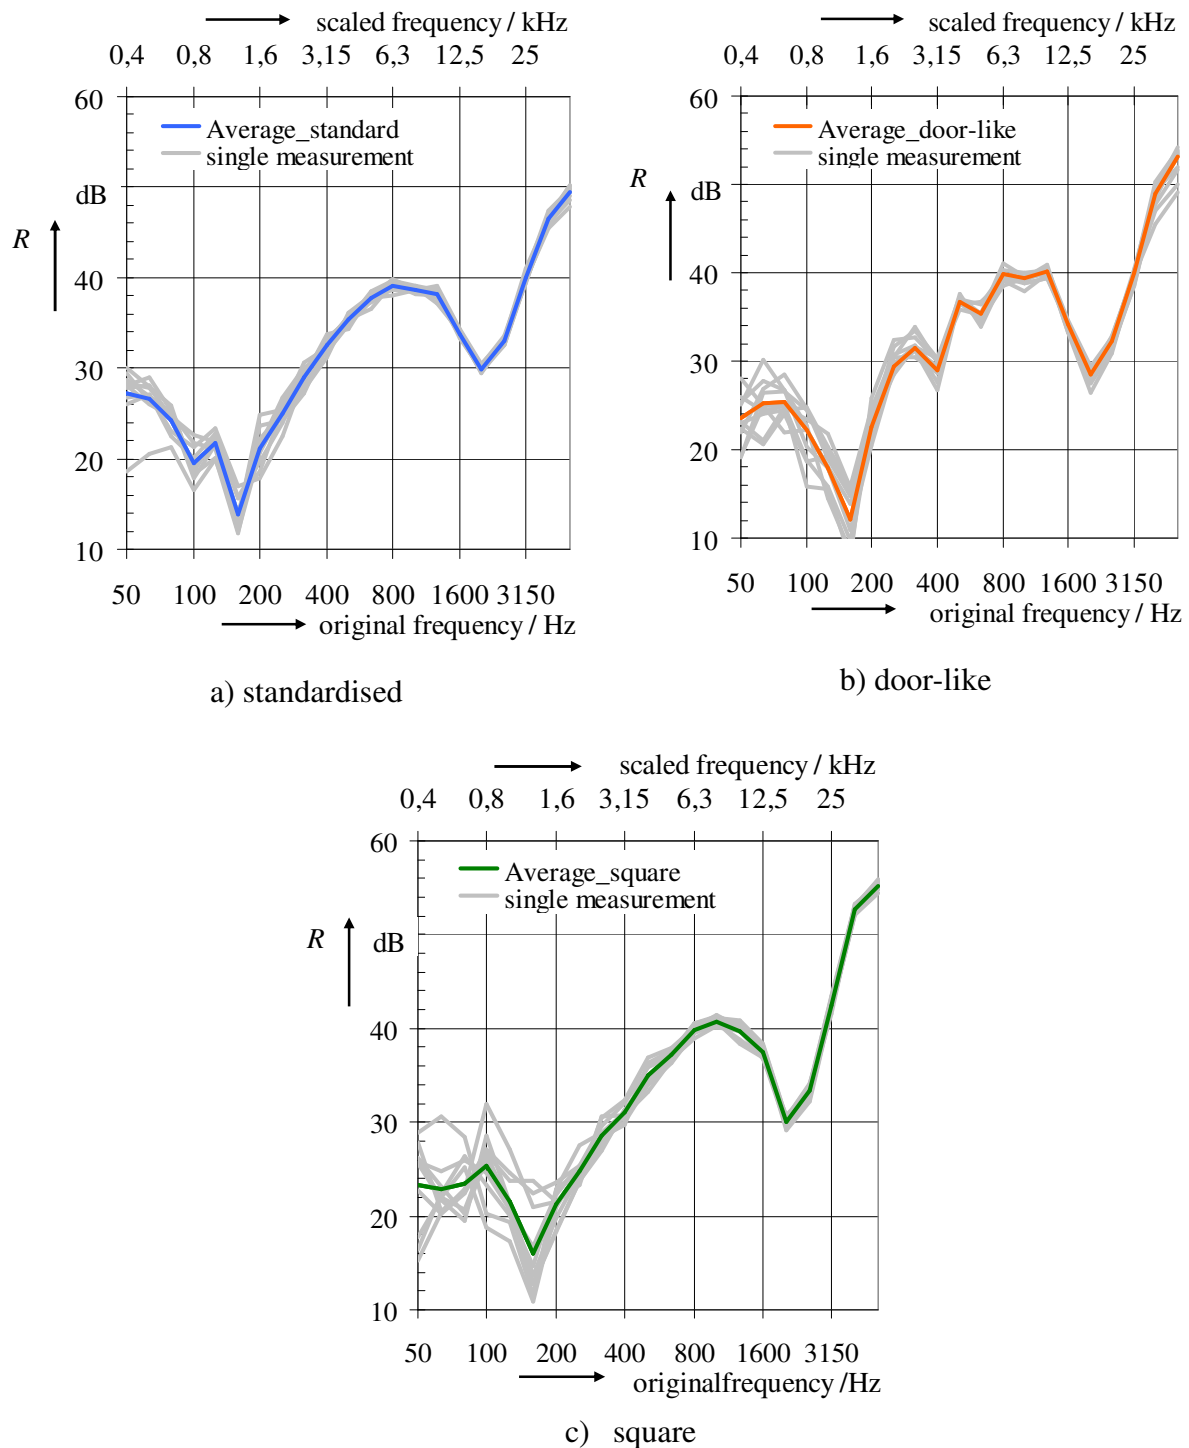 scaled frequency / kHz
0,4 0,8 1,6 3,15 6,3 12,5 25
60
Average_standard
single measurement
dB
R
40
30
20
10
50 100 200 400 800 1600 3150
original frequency / Hz
a) standardised
scaled frequency / kHz
0,4 0,8 1,6 3,15 6,3 12,5 25
60
Average_door-like
single measurement
R
dB
40
30
20
10
50 100 200 400 800 1600 3150
original frequency / Hz
b) door-like
scaled frequency / kHz
0,4 0,8 1,6 3,15 6,3 12,5 25
60
Average_square
single measurement
R dB
40
30
20
10
50 100 200 400 800 1600 3150
originalfrequency /Hz
c) square